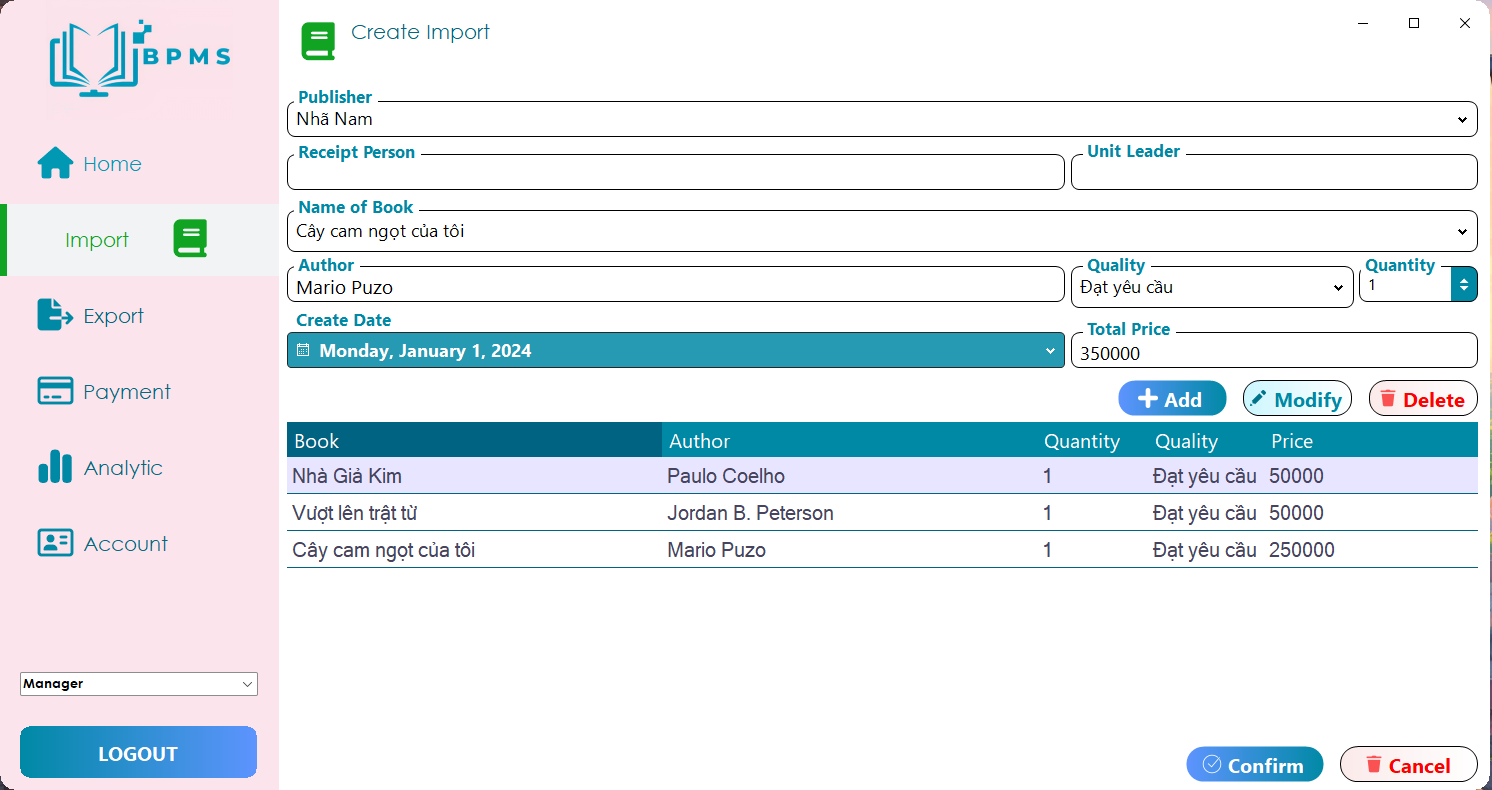 BPMS
Home
Import
Export
Payment
Analytic
Account
Manager
LOGOUT
Create Import
Publisher
Nhã Nam
Receipt Person Unit Leader
Name of Book
Cây cam ngọt của tôi
Author Quality Quantity
Mario Puzo Đạt yêu cầu 1
Create Date Total Price
Monday, January 1, 2024 350000
Add Modify Delete
Book Author Quantity Quality Price
Nhà Giả Kim Paulo Coelho 1 Đạt yêu cầu 50000
Vượt lên trật từ Jordan B. Peterson 1 Đạt yêu cầu 50000
Cây cam ngọt của tôi Mario Puzo 1 Đạt yêu cầu 250000
Confirm Cancel